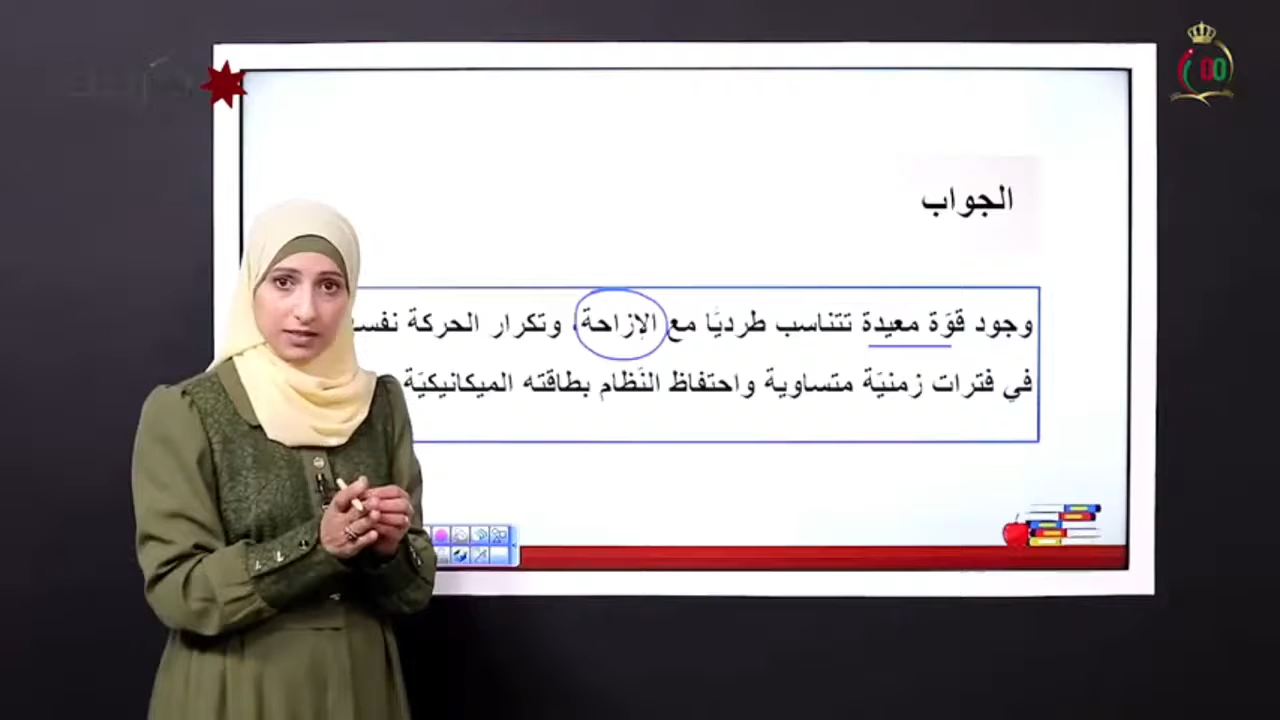 الجواب
وجود قوّة معيدة تتناسب طرديًّا مع الإزاحة، وتكرار الحركة
في فترات زمنيّة متساوية واحتفاظ النّظام بطاقته الميكانيكيّة
100